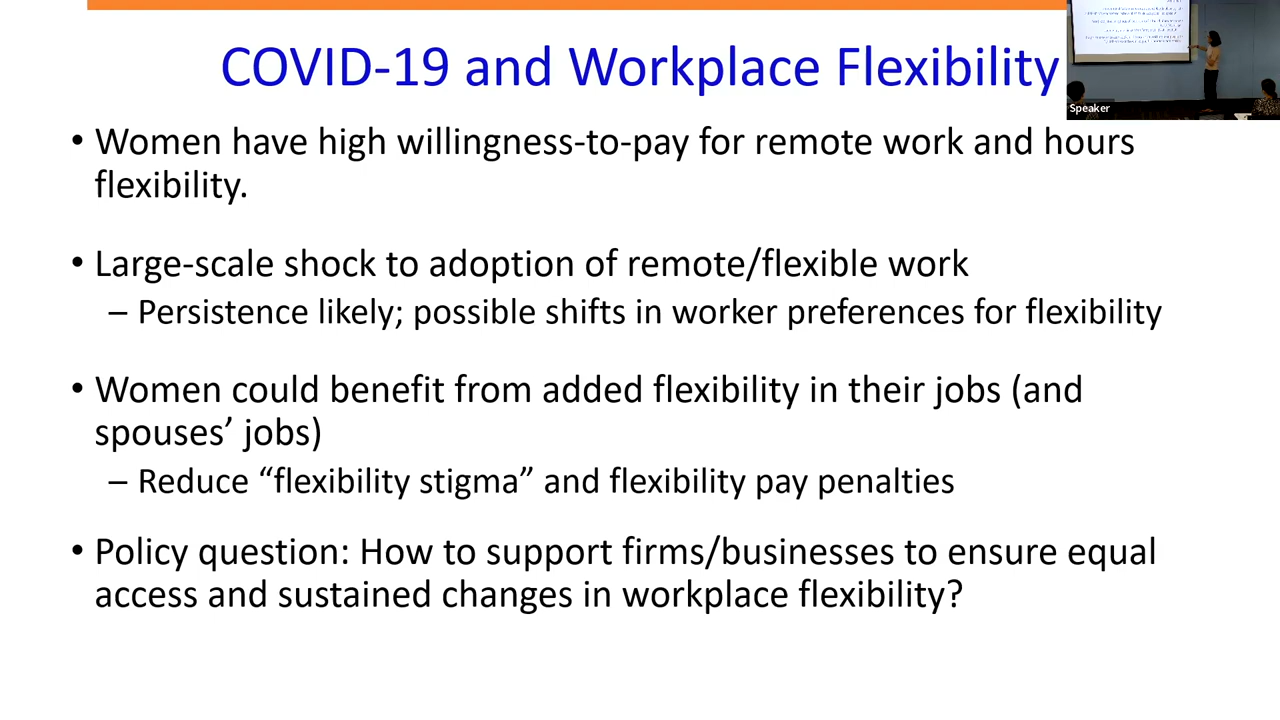 COVID-19 and Workplace Flexibility
Speaker
• Women have high willingness-to-pay for remote work and hours
flexibility.
• Large-scale shock to adoption of remote/flexible work
– Persistence likely; possible shifts in worker preferences for flexibility
• Women could benefit from added flexibility in their jobs (and
spouses’ jobs)
– Reduce “flexibility stigma” and flexibility pay penalties
• Policy question: How to support firms/businesses to ensure equal
access and sustained changes in workplace flexibility?